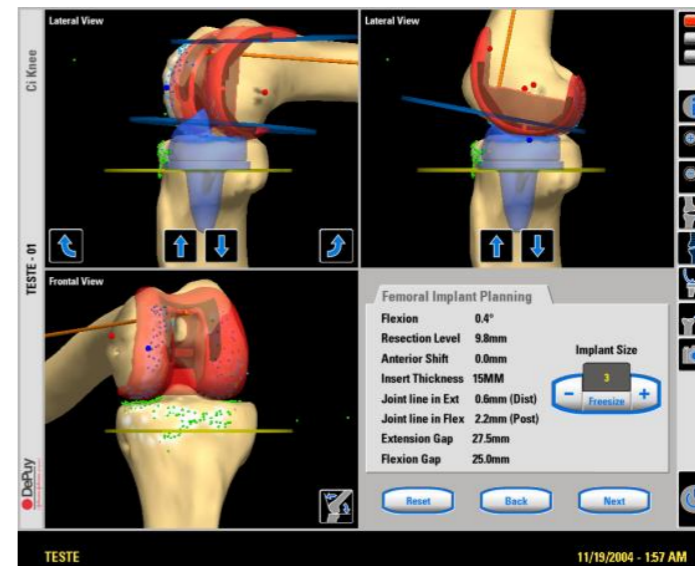 Lateral View
Lateral View
Ci Knee
TESTE - 01
DePuy
Frontal View
Femoral Implant Planning
Flexion 0.4°
Resection Level 9.8mm
Anterior Shift 0.0mm
Insert Thickness 15MM
Joint line in Ext 0.6mm (Dist)
Joint line in Flex 2.2mm (Post)
Extension Gap 27.5mm
Flexion Gap 25.0mm
Implant Size
3
- Freesize +
Reset Back Next
TESTE 11/19/2004 - 1:57 AM